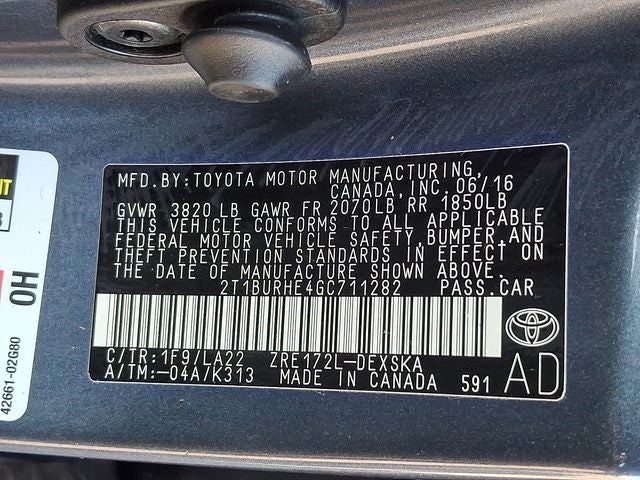 MFD.BY:TOYOTA MOTOR MANUFACTURING,
CANADA,INC.06/16
GVWR 3820 LB GAWR FR 2070LB RR 1850LB
THIS VEHICLE CONFORMS TO ALL APPLICABLE
FEDERAL MOTOR VEHICLE SAFETY,BUMPER,AND
THEFT PREVENTION STANDARDS IN EFFECT ON
THE DATE OF MANUFACTURE SHOWN ABOVE.
2T1BURHE4GC711282 PASS.CAR
C/TR:1F9/LA22 ZRE172L-DEXSKA
A/TM:-04A/K313 MADE IN CANADA 591
AD
0H
42661-02G80